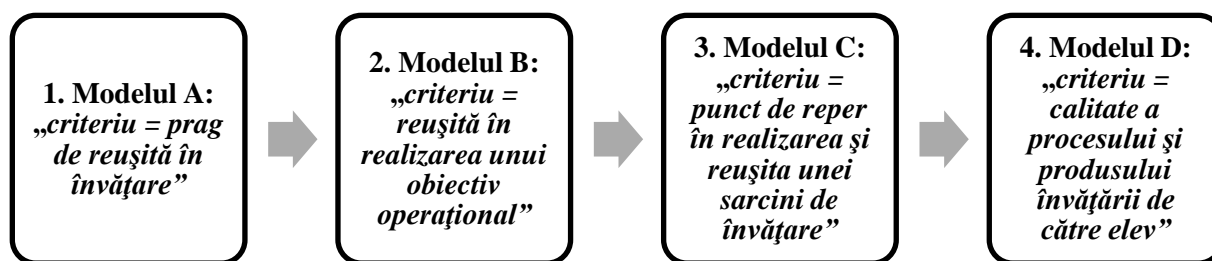 1. Modelul A:
„criteriu = prag
de reuşită în
învăţare”
2. Modelul B:
„criteriu =
reuşită în
realizarea unui
obiectiv
operaţional”
3. Modelul C:
„criteriu =
punct de reper
în realizarea şi
reuşita unei
sarcini de
învăţare”
4. Modelul D:
„criteriu =
calitate a
procesului şi
produsului
învăţării de
către elev”